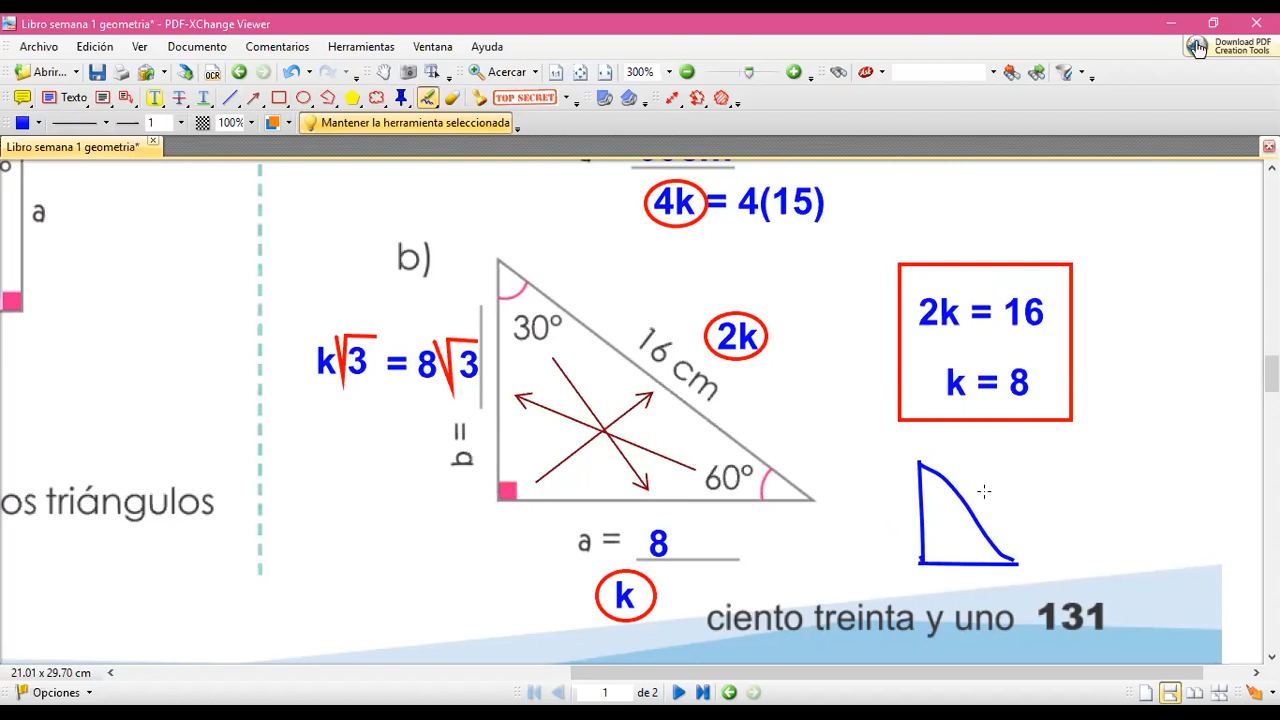 Libro semana 1 geometria* - PDF-XChange Viewer
Archivo Edición Ver Documento Comentarios Herramientas Ventana Ayuda
Download PDF
Creation Tools
Abrir... OCR Acercar 300%
Texto TOP SECRET
1 100% Mantener la herramienta seleccionada
Libro semana 1 geometria*
4k = 4(15)
a
b)
30º
16 cm
2k
2k = 16
k = 8
k√3 = 8√3
b =
60º
os triángulos
a = 8
k
ciento treinta y uno 131
21.01 x 29.70 cm
Opciones 1 de 2